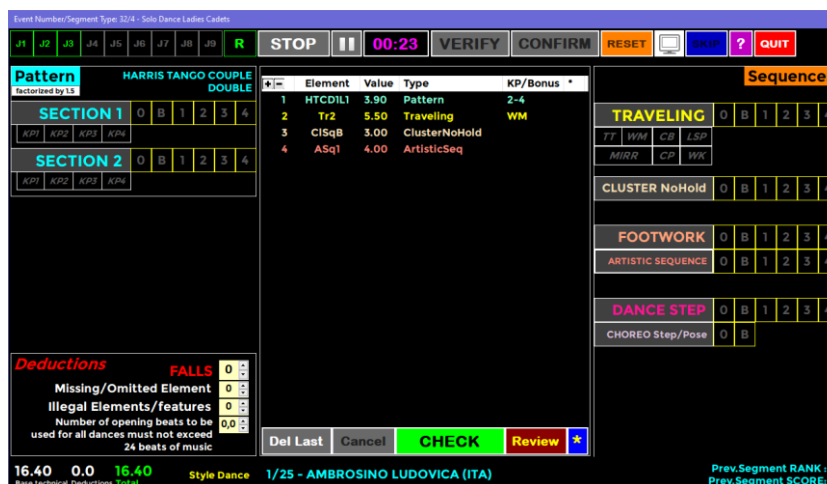 Event Number/Segment Type: 32/4 - Solo Dance Ladies Cadets
J1 J2 J3 J4 J5 J6 J7 J8 J9 R STOP 00:23 VERIFY CONFIRM RESET SKIP ? QUIT
Pattern HARRIS TANGO COUPLE
factorized by 1.5 DOUBLE
SECTION 1 0 B 1 2 3 4
KP1 KP2 KP3 KP4
SECTION 2 0 B 1 2 3 4
KP1 KP2 KP3 KP4
+ - Element Value Type KP/Bonus *
1 HTCD1L1 3.90 Pattern 2-4
2 Tr2 5.50 Traveling WM
3 ClSqB 3.00 ClusterNoHold
4 ASq1 4.00 ArtisticSeq
Sequence
TRAVELING 0 B 1 2 3 4
TT WM CB LSP
MIRR CP WK
CLUSTER NoHold 0 B 1 2 3 4
FOOTWORK 0 B 1 2 3 4
ARTISTIC SEQUENCE 0 B 1 2 3 4
DANCE STEP 0 B 1 2 3 4
CHOREO Step/Pose 0 B
Deductions
FALLS 0
Missing/Omitted Element 0
Illegal Elements/features 0
Number of opening beats to be
used for all dances must not exceed
24 beats of music
0,0
Del Last Cancel CHECK Review *
16.40 0.0 16.40 Style Dance
Base technical Deductions Total
1/25 - AMBROSINO LUDOVICA (ITA)
Prev.Segment RANK :
Prev.Segment SCORE: